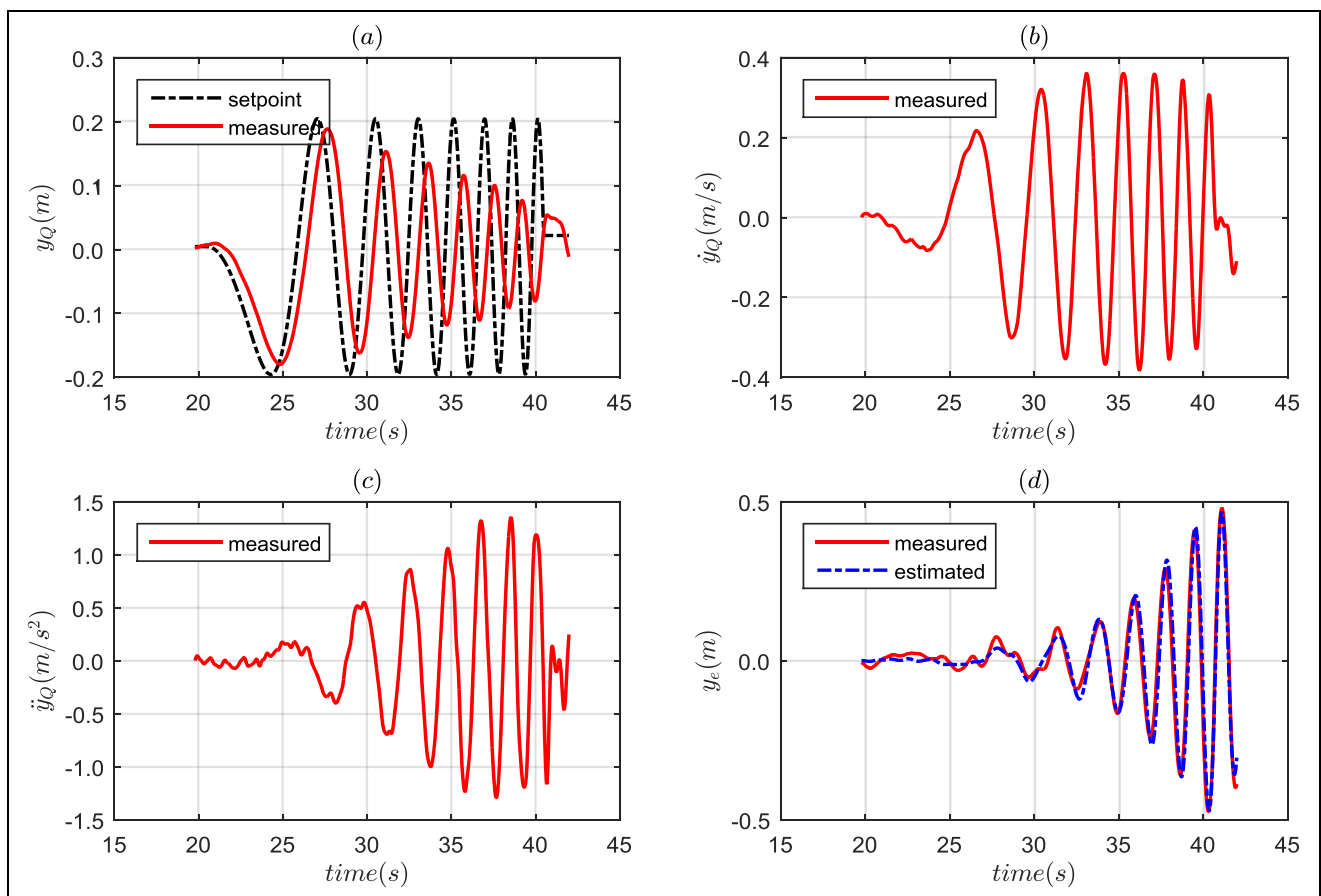 (a)
0.3
0.2
0.1
0.0
-0.1
-0.2
y_Q(m)
setpoint
measured
15 20 25 30 35 40 45
time(s)
(b)
0.4
0.2
0.0
-0.2
-0.4
ẏ_Q(m/s)
measured
15 20 25 30 35 40 45
time(s)
(c)
1.5
1.0
0.5
0.0
-0.5
-1.0
-1.5
ÿ_Q(m/s²)
measured
15 20 25 30 35 40 45
time(s)
(d)
0.5
0.0
-0.5
y_e(m)
measured
estimated
15 20 25 30 35 40 45
time(s)